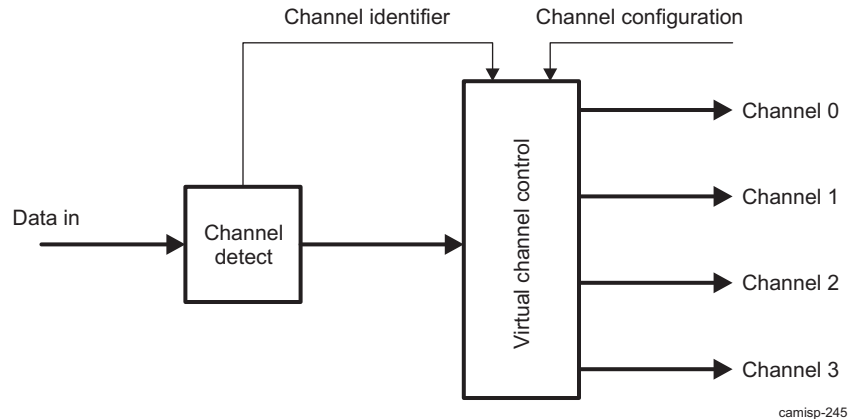 Channel identifier
Channel configuration
Channel 0
Channel 1
Data in
Channel
detect
Virtual channel control
Channel 2
Channel 3
camisp-245